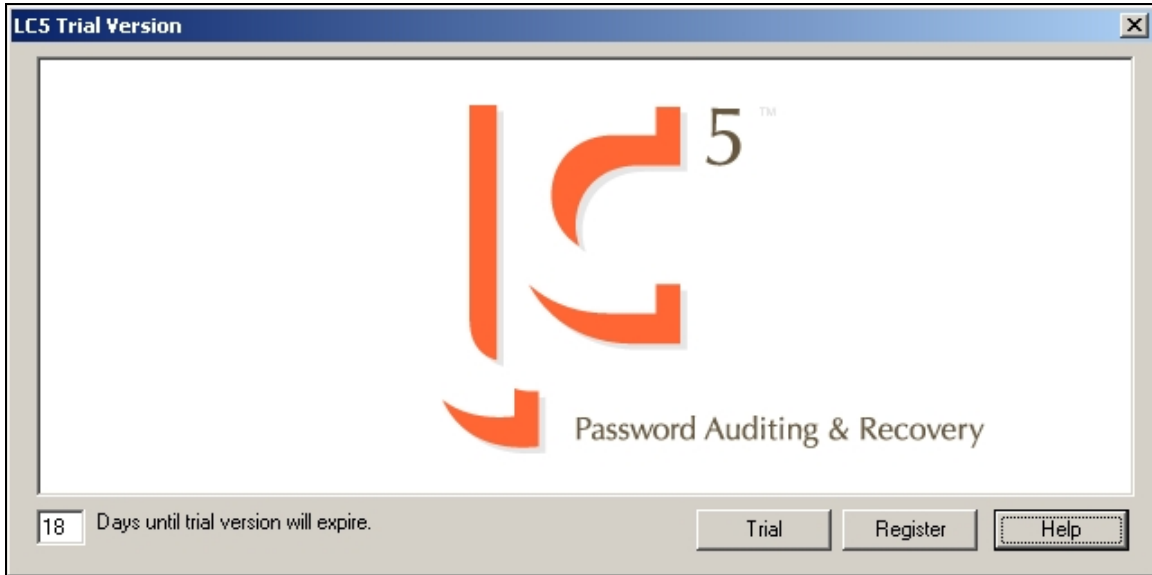 LC5 Trial Version
5 ™
Password Auditing & Recovery
18 Days until trial version will expire.
Trial Register Help